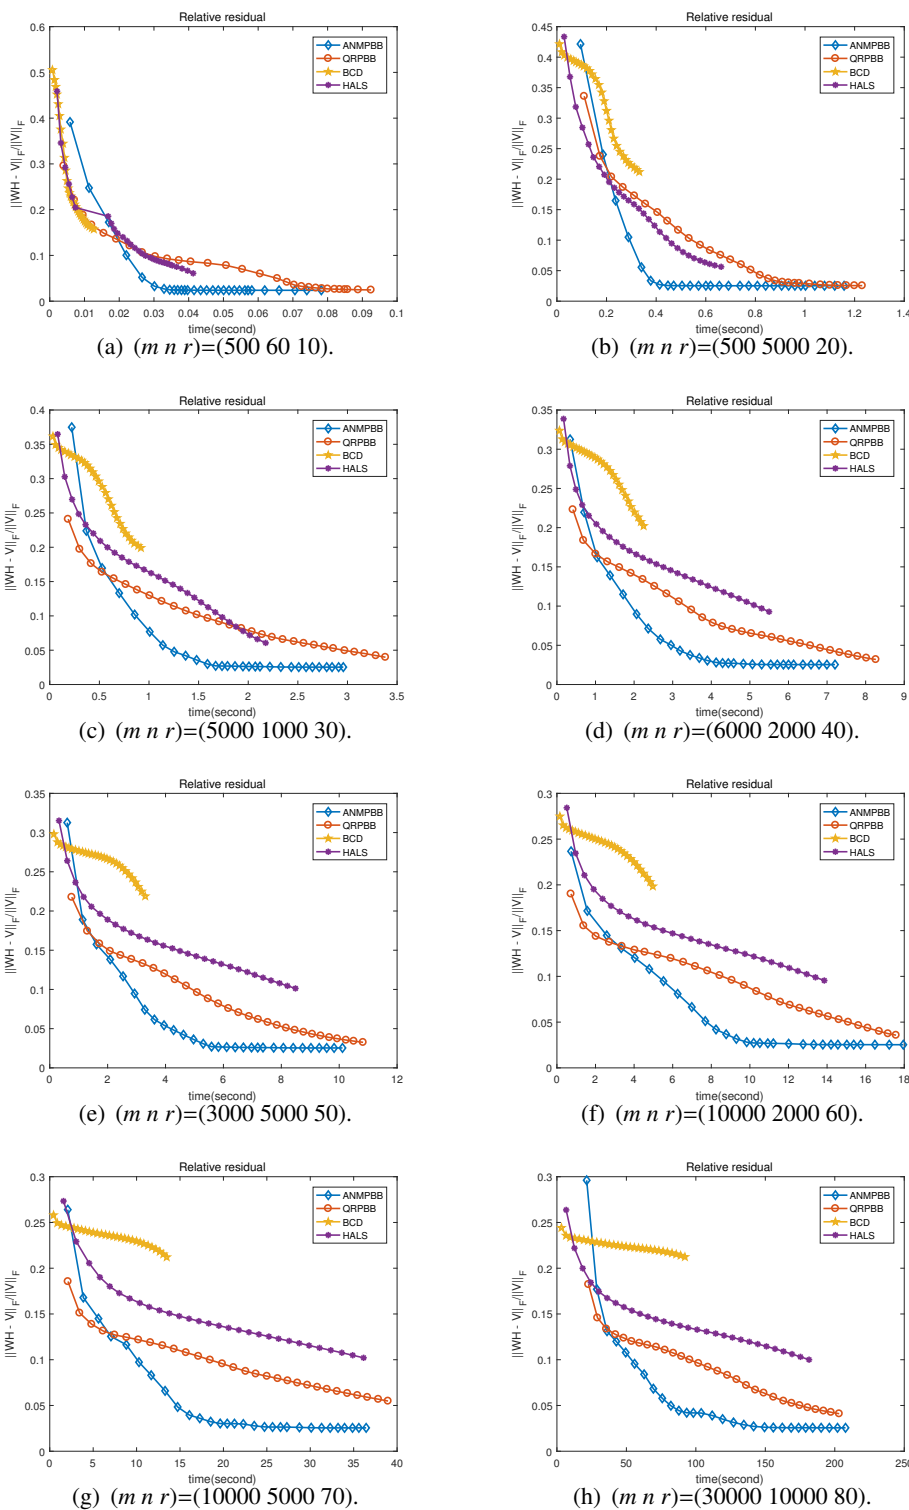 Relative residual
0.6
0.5
0.4
0.3
0.2
0.1
0
||WH - V||F/||V||F
ANMPBB
QRPBB
BCD
HALS
0 0.01 0.02 0.03 0.04 0.05 0.06 0.07 0.08 0.09 0.1
time(second)
(a) (m n r)=(500 60 10).
Relative residual
0.45
0.4
0.35
0.3
0.25
0.2
0.15
0.1
0.05
0
||WH - V||F/||V||F
ANMPBB
QRPBB
BCD
HALS
0 0.2 0.4 0.6 0.8 1.0 1.2 1.4
time(second)
(b) (m n r)=(500 5000 20).
Relative residual
0.4
0.35
0.3
0.25
0.2
0.15
0.1
0.05
0
||WH - V||F/||V||F
ANMPBB
QRPBB
BCD
HALS
0 0.5 1 1.5 2 2.5 3 3.5
time(second)
(c) (m n r)=(5000 1000 30).
Relative residual
0.35
0.3
0.25
0.2
0.15
0.1
0.05
0
||WH - V||F/||V||F
ANMPBB
QRPBB
BCD
HALS
0 1 2 3 4 5 6 7 8 9
time(second)
(d) (m n r)=(6000 2000 40).
Relative residual
0.35
0.3
0.25
0.2
0.15
0.1
0.05
0
||WH - V||F/||V||F
ANMPBB
QRPBB
BCD
HALS
0 2 4 6 8 10 12
time(second)
(e) (m n r)=(3000 5000 50).
Relative residual
0.3
0.25
0.2
0.15
0.1
0.05
0
||WH - V||F/||V||F
ANMPBB
QRPBB
BCD
HALS
0 2 4 6 8 10 12 14 16 18
time(second)
(f) (m n r)=(10000 2000 60).
Relative residual
0.3
0.25
0.2
0.15
0.1
0.05
0
||WH - V||F/||V||F
ANMPBB
QRPBB
BCD
HALS
0 5 10 15 20 25 30 35 40
time(second)
(g) (m n r)=(10000 5000 70).
Relative residual
0.3
0.25
0.2
0.15
0.1
0.05
0
||WH - V||F/||V||F
ANMPBB
QRPBB
BCD
HALS
0 50 100 150 200 250
time(second)
(h) (m n r)=(30000 10000 80).